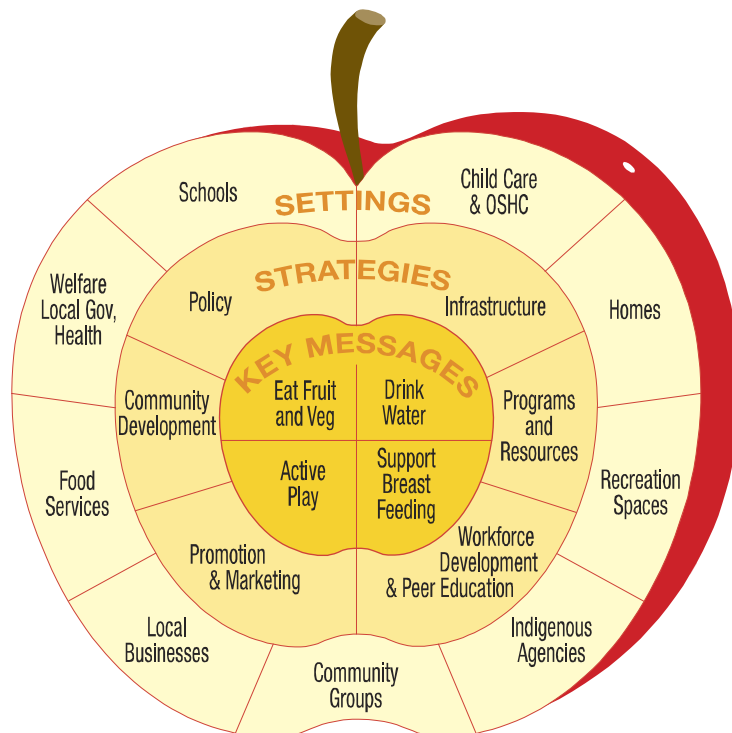 SETTINGS
Schools
Child Care
& OSHC
Welfare
Local Gov,
Health
Homes
Food
Services
Recreation
Spaces
Local
Businesses
Indigenous
Agencies
Community
Groups
STRATEGIES
Policy
Infrastructure
Community
Development
Programs
and
Resources
Promotion
& Marketing
Workforce
Development
& Peer Education
KEY MESSAGES
Eat Fruit
and Veg
Drink
Water
Active
Play
Support
Breast
Feeding